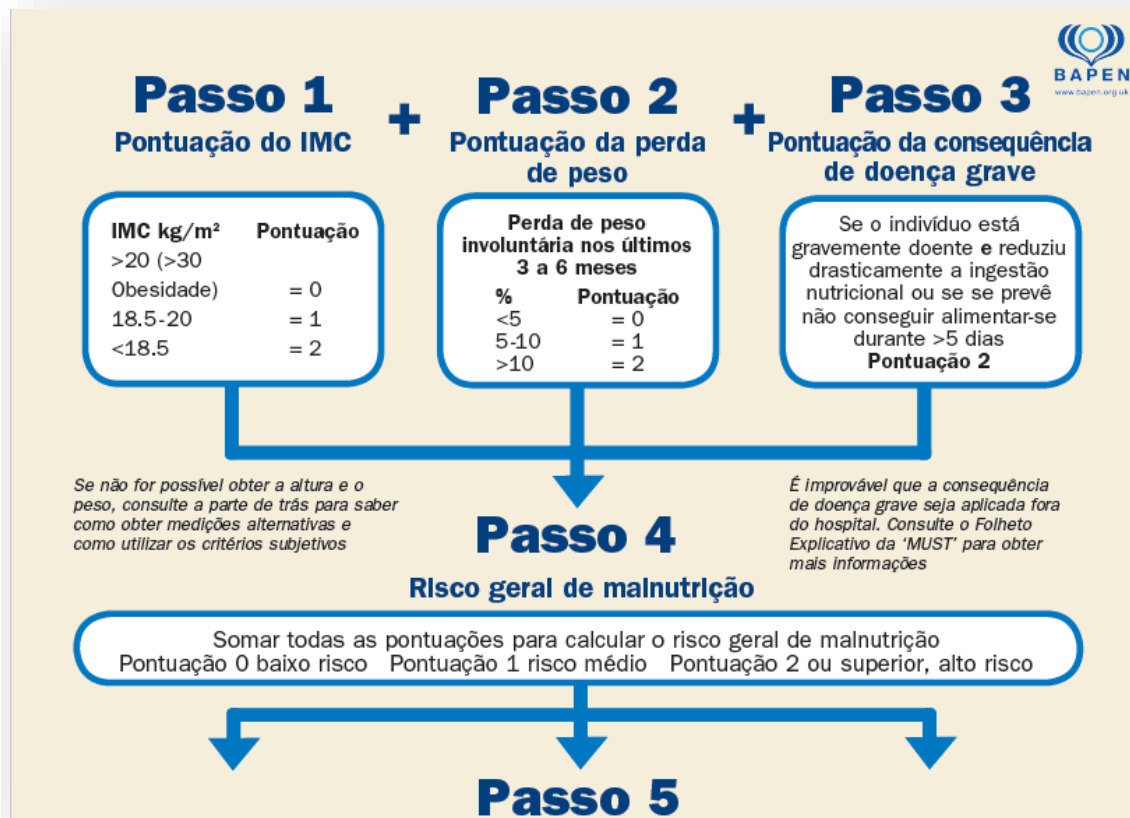 BAPEN
www.bapen.org.uk
Passo 1
Pontuação do IMC
+
Passo 2
Pontuação da perda
de peso
+
Passo 3
Pontuação da consequência
de doença grave
IMC kg/m² Pontuação
>20 (>30
Obesidade) = 0
18.5-20 = 1
<18.5 = 2
Perda de peso
involuntária nos últimos
3 a 6 meses
% Pontuação
<5 = 0
5-10 = 1
>10 = 2
Se o indivíduo está
gravemente doente e reduziu
drasticamente a ingestão
nutricional ou se se prevê
não conseguir alimentar-se
durante >5 dias
Pontuação 2
Se não for possível obter a altura e o
peso, consulte a parte de trás para saber
como obter medições alternativas e
como utilizar os critérios subjetivos
É improvável que a consequência
de doença grave seja aplicada fora
do hospital. Consulte o Folheto
Explicativo da ‘MUST’ para obter
mais informações
Passo 4
Risco geral de malnutrição
Somar todas as pontuações para calcular o risco geral de malnutrição
Pontuação 0 baixo risco Pontuação 1 risco médio Pontuação 2 ou superior, alto risco
Passo 5